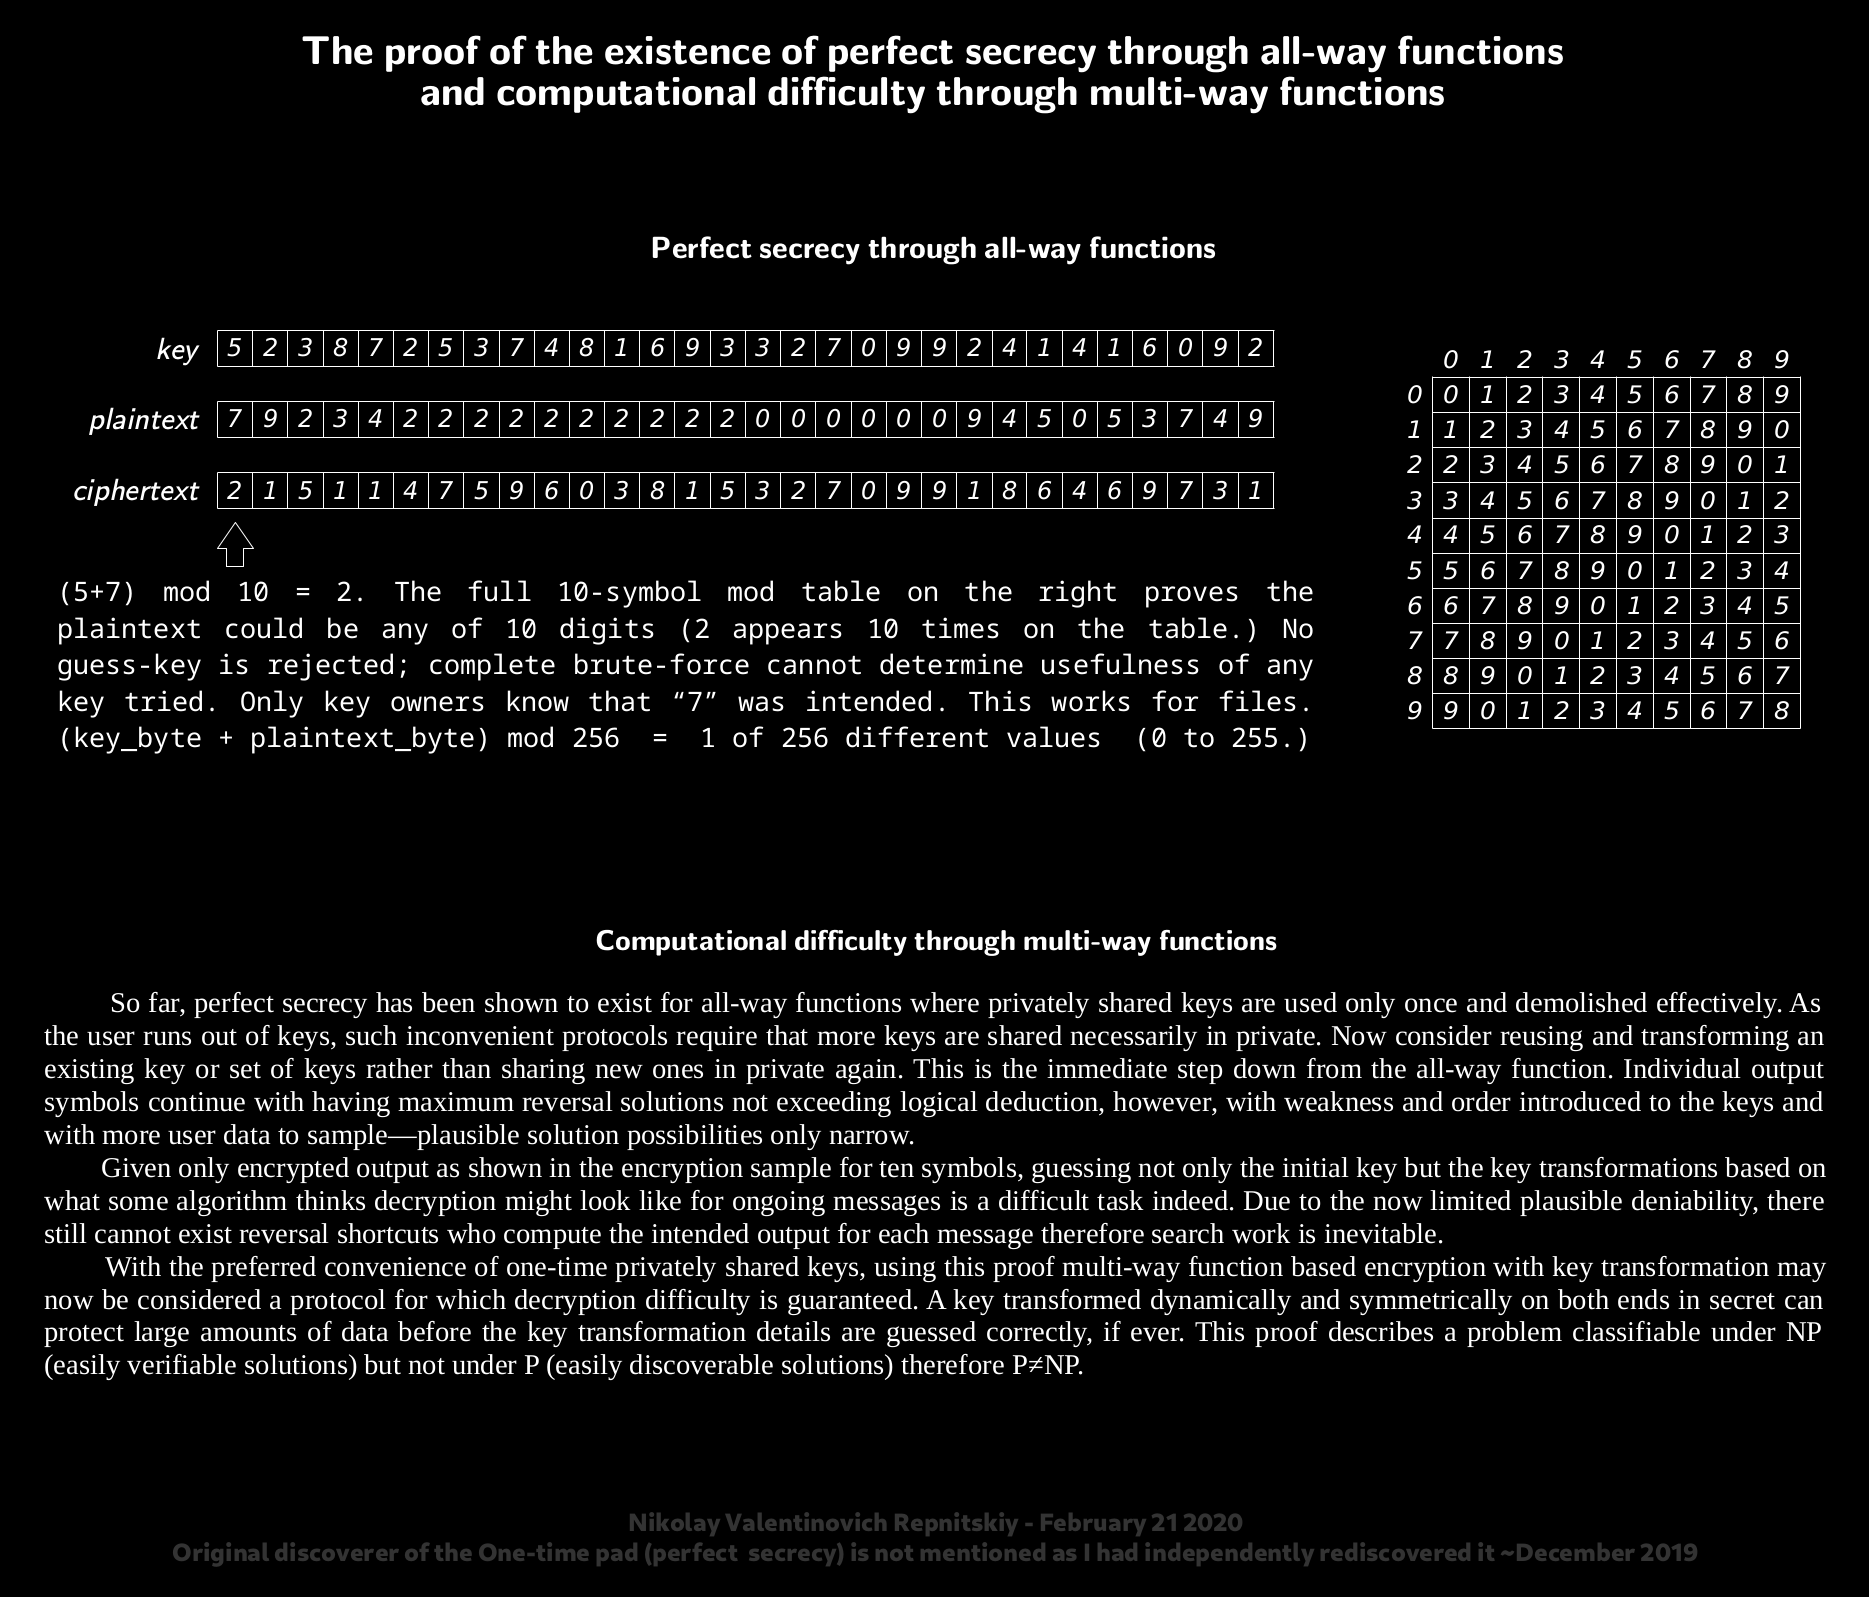 The proof of the existence of perfect secrecy through all-way functions
and computational difficulty through multi-way functions
Perfect secrecy through all-way functions
key 5 2 3 8 7 2 5 3 7 4 8 1 6 9 3 3 2 7 0 9 9 2 4 1 4 1 6 0 9 2
plaintext 7 9 2 3 4 2 2 2 2 2 2 2 2 2 2 0 0 0 0 0 0 9 4 5 0 5 3 7 4 9
ciphertext 2 1 5 1 1 4 7 5 9 6 0 3 8 1 5 3 2 7 0 9 9 1 8 6 4 6 9 7 3 1
(5+7) mod 10 = 2. The full 10-symbol mod table on the right proves the
plaintext could be any of 10 digits (2 appears 10 times on the table.) No
guess-key is rejected; complete brute-force cannot determine usefulness of any
key tried. Only key owners know that “7” was intended. This works for files.
(key_byte + plaintext_byte) mod 256 = 1 of 256 different values (0 to 255.)
0 1 2 3 4 5 6 7 8 9
0 0 1 2 3 4 5 6 7 8 9
1 1 2 3 4 5 6 7 8 9 0
2 2 3 4 5 6 7 8 9 0 1
3 3 4 5 6 7 8 9 0 1 2
4 4 5 6 7 8 9 0 1 2 3
5 5 6 7 8 9 0 1 2 3 4
6 6 7 8 9 0 1 2 3 4 5
7 7 8 9 0 1 2 3 4 5 6
8 8 9 0 1 2 3 4 5 6 7
9 9 0 1 2 3 4 5 6 7 8
Computational difficulty through multi-way functions
So far, perfect secrecy has been shown to exist for all-way functions where privately shared keys are used only once and demolished effectively. As
the user runs out of keys, such inconvenient protocols require that more keys are shared necessarily in private. Now consider reusing and transforming an
existing key or set of keys rather than sharing new ones in private again. This is the immediate step down from the all-way function. Individual output
symbols continue with having maximum reversal solutions not exceeding logical deduction, however, with weakness and order introduced to the keys and
with more user data to sample—plausible solution possibilities only narrow.
Given only encrypted output as shown in the encryption sample for ten symbols, guessing not only the initial key but the key transformations based on
what some algorithm thinks decryption might look like for ongoing messages is a difficult task indeed. Due to the now limited plausible deniability, there
still cannot exist reversal shortcuts who compute the intended output for each message therefore search work is inevitable.
With the preferred convenience of one-time privately shared keys, using this proof multi-way function based encryption with key transformation may
now be considered a protocol for which decryption difficulty is guaranteed. A key transformed dynamically and symmetrically on both ends in secret can
protect large amounts of data before the key transformation details are guessed correctly, if ever. This proof describes a problem classifiable under NP
(easily verifiable solutions) but not under P (easily discoverable solutions) therefore P≠NP.
Nikolay Valentinovich Repnitskiy - February 21 2020
Original discoverer of the One-time pad (perfect secrecy) is not mentioned as I had independently rediscovered it ~December 2019